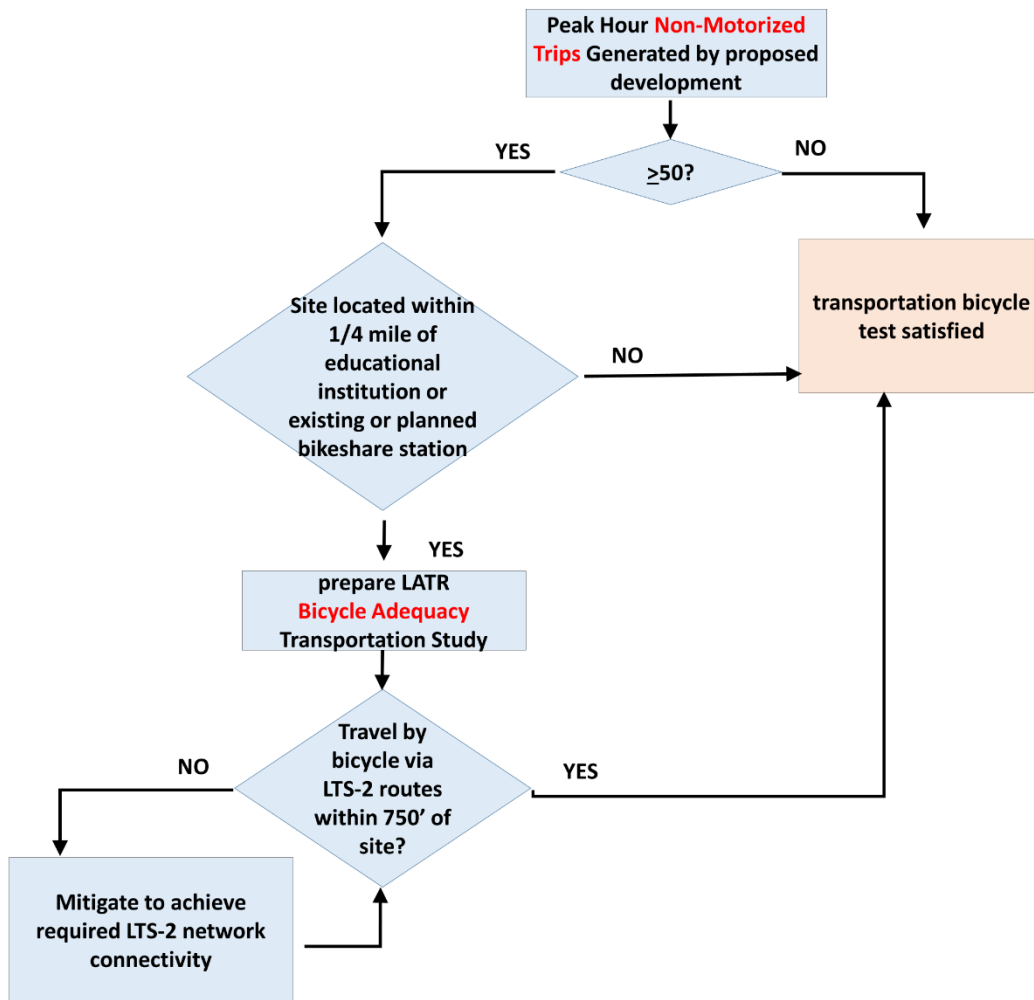 Peak Hour Non-Motorized
Trips Generated by proposed
development
YES
NO
≥50?
Site located within
1/4 mile of
educational
institution or
existing or planned
bikeshare station
NO
transportation bicycle
test satisfied
YES
prepare LATR
Bicycle Adequacy
Transportation Study
Travel by
bicycle via
LTS-2 routes
within 750’ of
site?
NO
YES
Mitigate to achieve
required LTS-2 network
connectivity